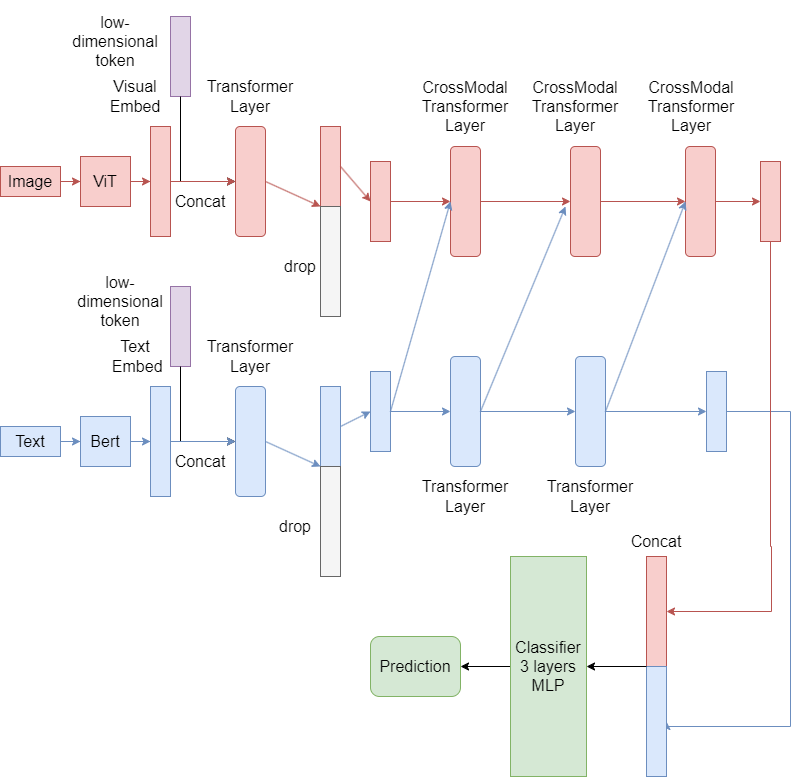 low-
dimensional
token
Visual
Embed
Transformer
Layer
CrossModal
Transformer
Layer
CrossModal
Transformer
Layer
CrossModal
Transformer
Layer
Image
ViT
Concat
drop
low-
dimensional
token
Text
Embed
Transformer
Layer
Text
Bert
Concat
drop
Transformer
Layer
Transformer
Layer
Concat
Prediction
Classifier
3 layers
MLP